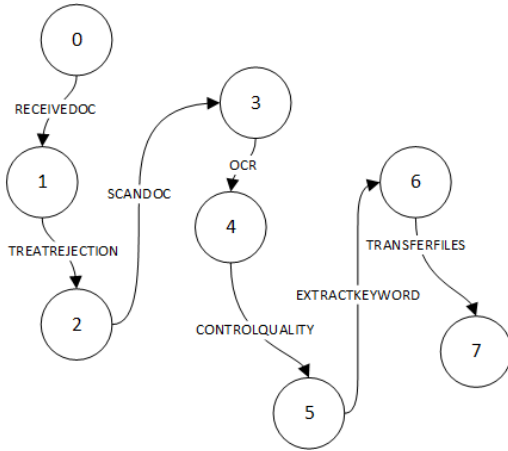 0
RECEIVEDOC
1
TREATREJECTION
2
SCANDOC
3
OCR
4
CONTROLQUALITY
5
EXTRACTKEYWORD
6
TRANSFERFILES
7